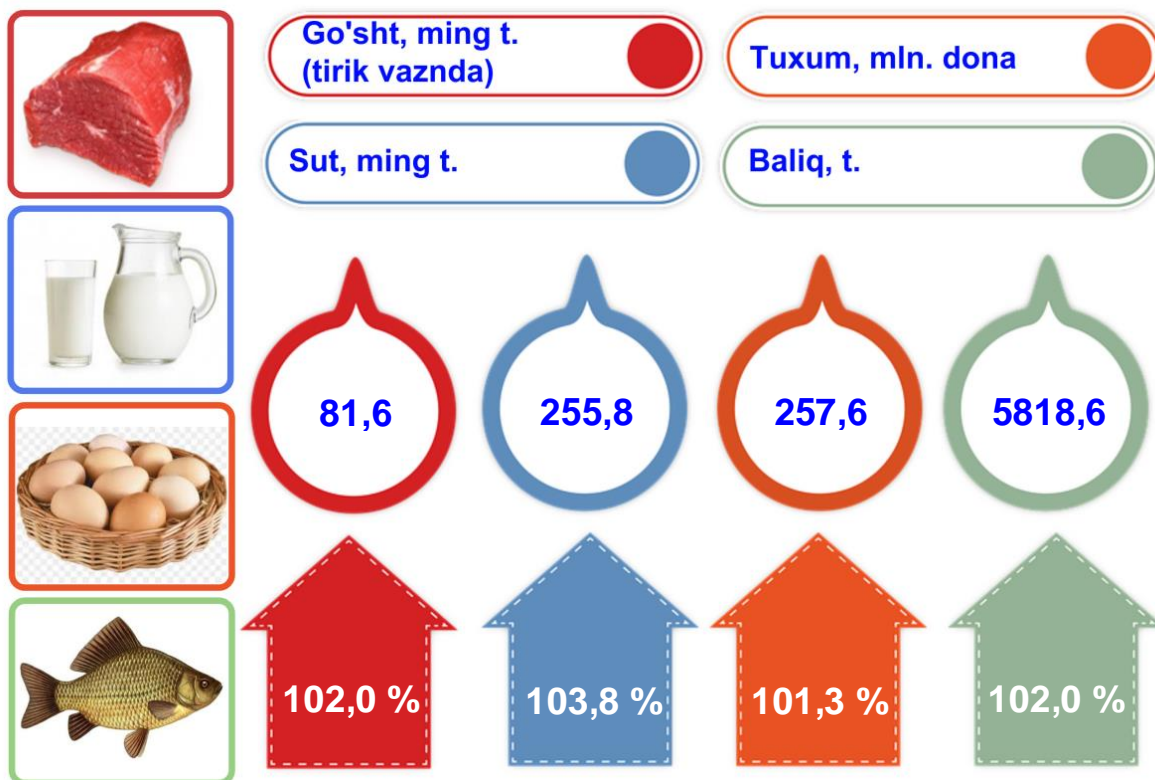 Go'sht, ming t.
(tirik vaznda)
Tuxum, mln. dona
Sut, ming t.
Baliq, t.
81,6
255,8
257,6
5818,6
102,0 %
103,8 %
101,3 %
102,0 %